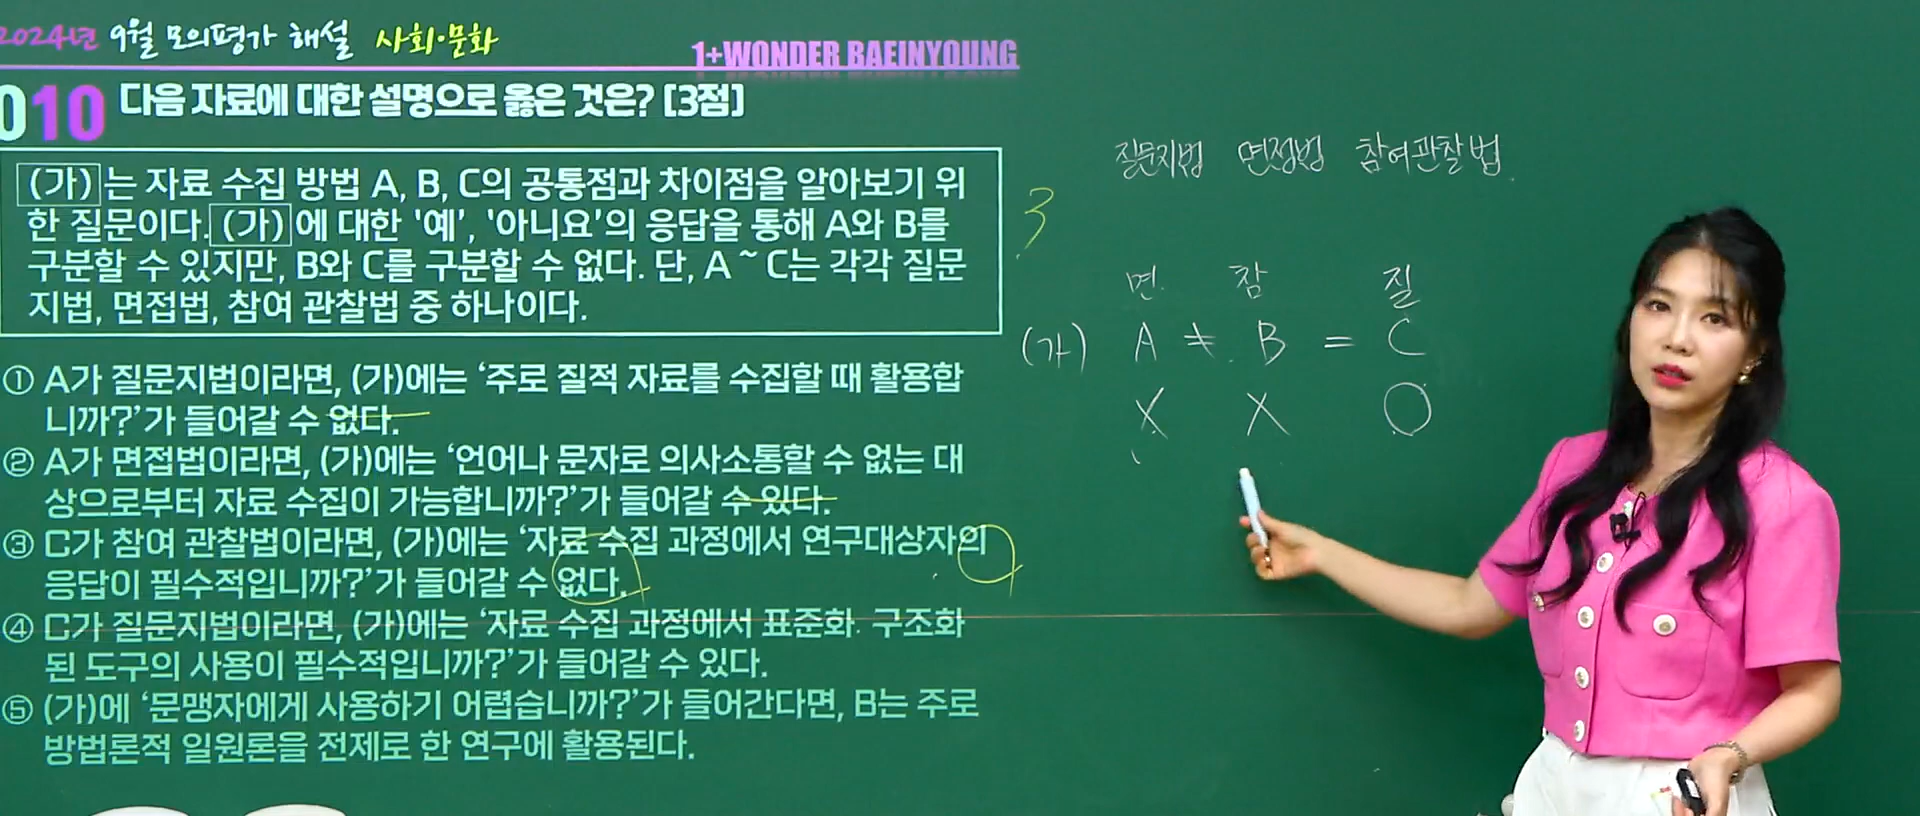 2024년 9월 모의평가 해설 사회·문화
1+WONDER BAEINYOUNG
010 다음 자료에 대한 설명으로 옳은 것은? [3점]
(가)는 자료 수집 방법 A, B, C의 공통점과 차이점을 알아보기 위
한 질문이다. (가)에 대한 '예', '아니요'의 응답을 통해 A와 B를
구분할 수 있지만, B와 C를 구분할 수 없다. 단, A ~ C는 각각 질문
지법, 면접법, 참여 관찰법 중 하나이다.
① A가 질문지법이라면, (가)에는 '주로 질적 자료를 수집할 때 활용합
니까?'가 들어갈 수 없다.
② A가 면접법이라면, (가)에는 '언어나 문자로 의사소통할 수 없는 대
상으로부터 자료 수집이 가능합니까?'가 들어갈 수 있다.
③ C가 참여 관찰법이라면, (가)에는 '자료 수집 과정에서 연구대상자의
응답이 필수적입니까?'가 들어갈 수 없다.
④ C가 질문지법이라면, (가)에는 '자료 수집 과정에서 표준화·구조화
된 도구의 사용이 필수적입니까?'가 들어갈 수 있다.
⑤ (가)에 '문맹자에게 사용하기 어렵습니까?'가 들어간다면, B는 주로
방법론적 일원론을 전제로 한 연구에 활용된다.
3
질문지법 면접법 참여관찰법
면 참 질
(가) A ≠ B = C
X X O